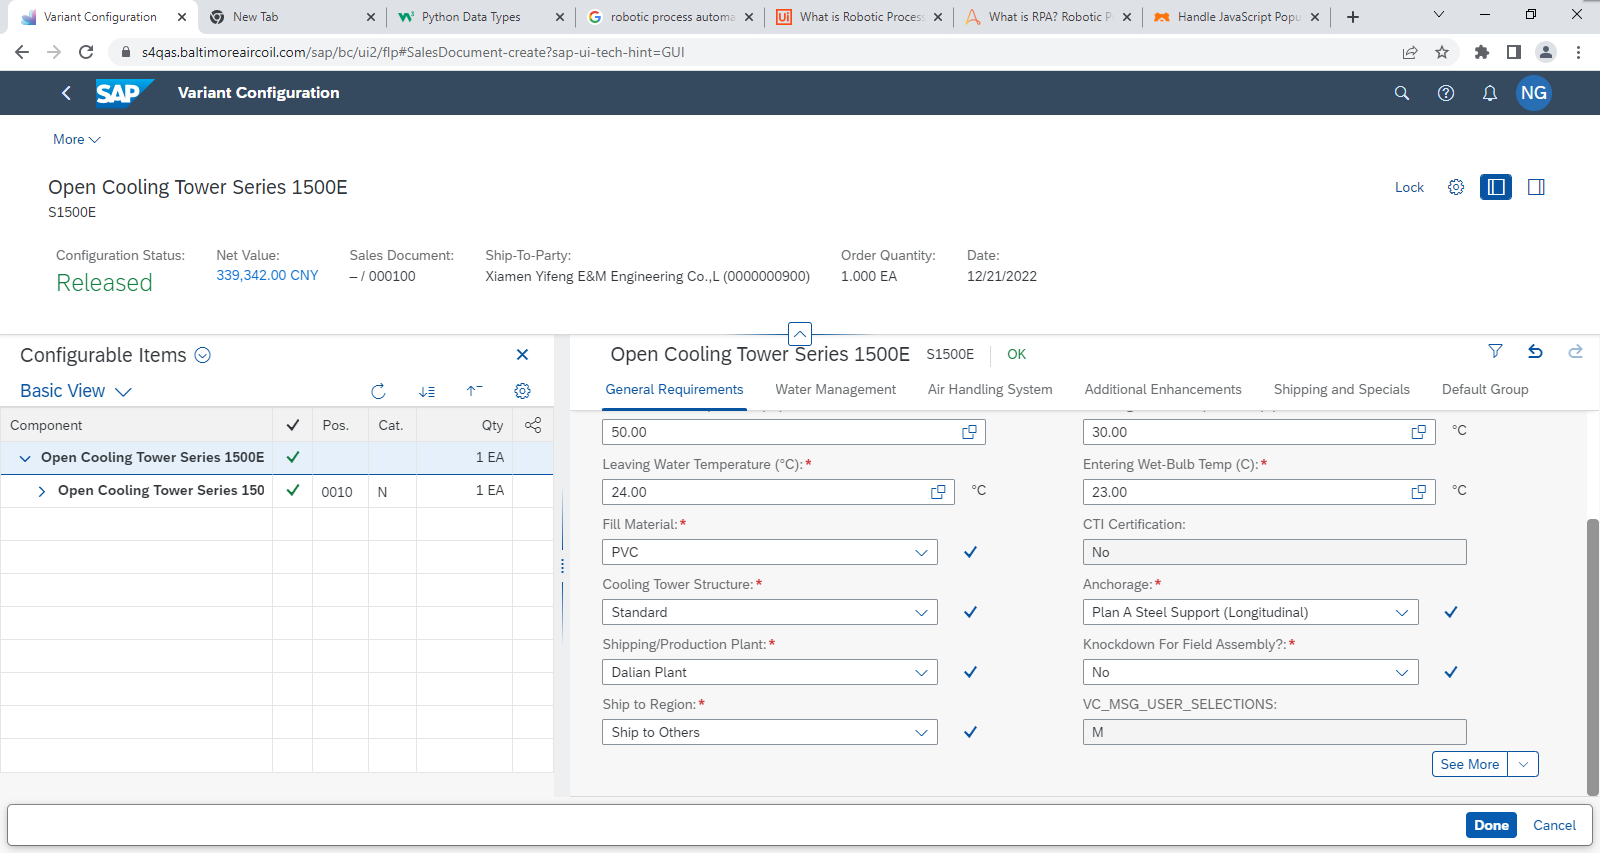 Variant Configuration
New Tab
Python Data Types
robotic process automa
What is Robotic Process
What is RPA? Robotic P
Handle JavaScript Popu
s4qas.baltimoreaircoil.com/sap/bc/ui2/flp#SalesDocument-create?sap-ui-tech-hint=GUI
SAP
Variant Configuration
NG
More
Open Cooling Tower Series 1500E
S1500E
Lock
Configuration Status:
Released
Net Value:
339,342.00 CNY
Sales Document:
– / 000100
Ship-To-Party:
Xiamen Yifeng E&M Engineering Co.,L (0000000900)
Order Quantity:
1.000 EA
Date:
12/21/2022
Configurable Items
Basic View
Component Pos. Cat. Qty
Open Cooling Tower Series 1500E 1 EA
Open Cooling Tower Series 150 0010 N 1 EA
Open Cooling Tower Series 1500E S1500E OK
General Requirements Water Management Air Handling System Additional Enhancements Shipping and Specials Default Group
50.00
30.00 °C
Leaving Water Temperature (°C):*
24.00 °C
Entering Wet-Bulb Temp (C):*
23.00 °C
Fill Material:*
PVC
CTI Certification:
No
Cooling Tower Structure:*
Standard
Anchorage:*
Plan A Steel Support (Longitudinal)
Shipping/Production Plant:*
Dalian Plant
Knockdown For Field Assembly?:*
No
Ship to Region:*
Ship to Others
VC_MSG_USER_SELECTIONS:
M
See More
Done
Cancel